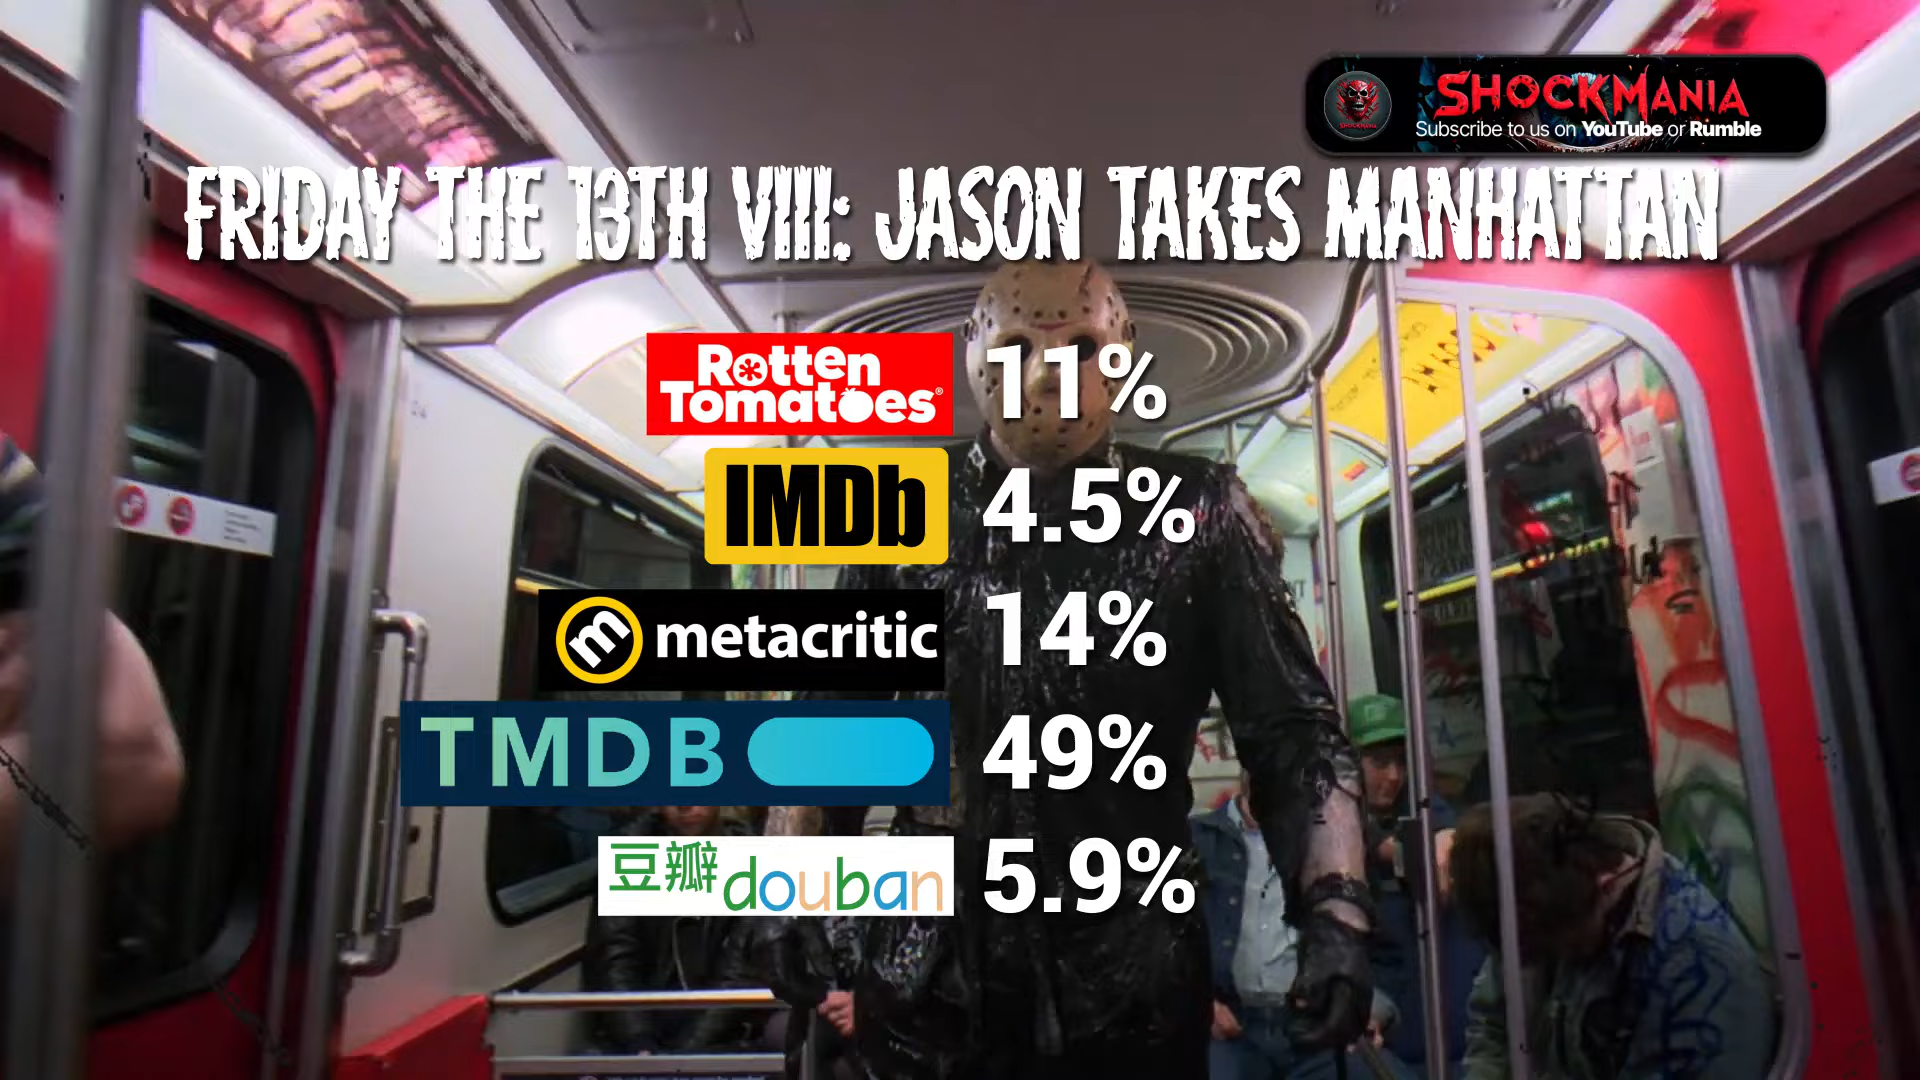 SHOCKMANIA
Subscribe to us on YouTube or Rumble
FRIDAY THE 13TH VIII: JASON TAKES MANHATTAN
Rotten
Tomatoes®
11%
IMDb
4.5%
metacritic
14%
TMDB
49%
豆瓣douban
5.9%